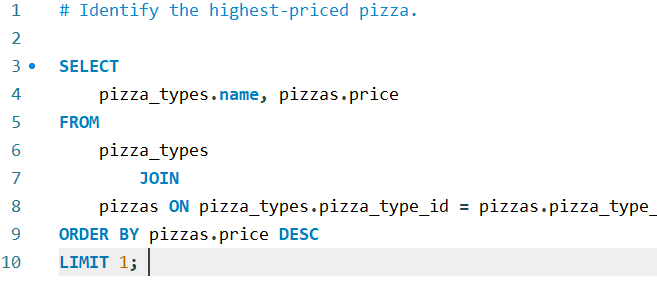 1 # Identify the highest-priced pizza.
2
3 SELECT
4 pizza_types.name, pizzas.price
5 FROM
6 pizza_types
7 JOIN
8 pizzas ON pizza_types.pizza_type_id = pizzas.pizza_type_
9 ORDER BY pizzas.price DESC
10 LIMIT 1;